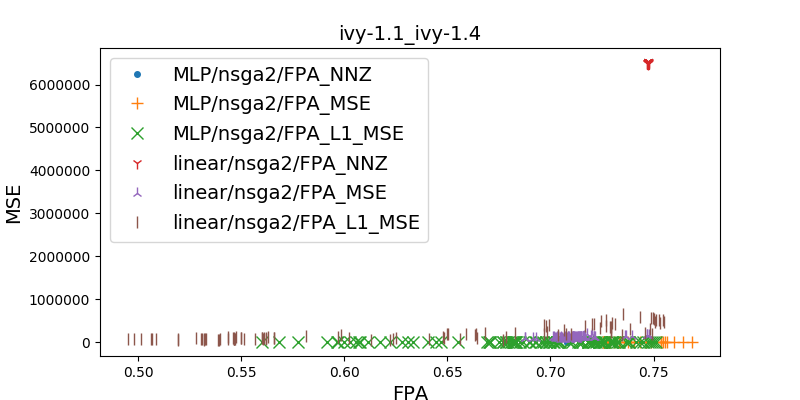 ivy-1.1_ivy-1.4
MLP/nsga2/FPA_NNZ
MLP/nsga2/FPA_MSE
MLP/nsga2/FPA_L1_MSE
linear/nsga2/FPA_NNZ
linear/nsga2/FPA_MSE
linear/nsga2/FPA_L1_MSE
MSE
6000000
5000000
4000000
3000000
2000000
1000000
0
0.50 0.55 0.60 0.65 0.70 0.75
FPA